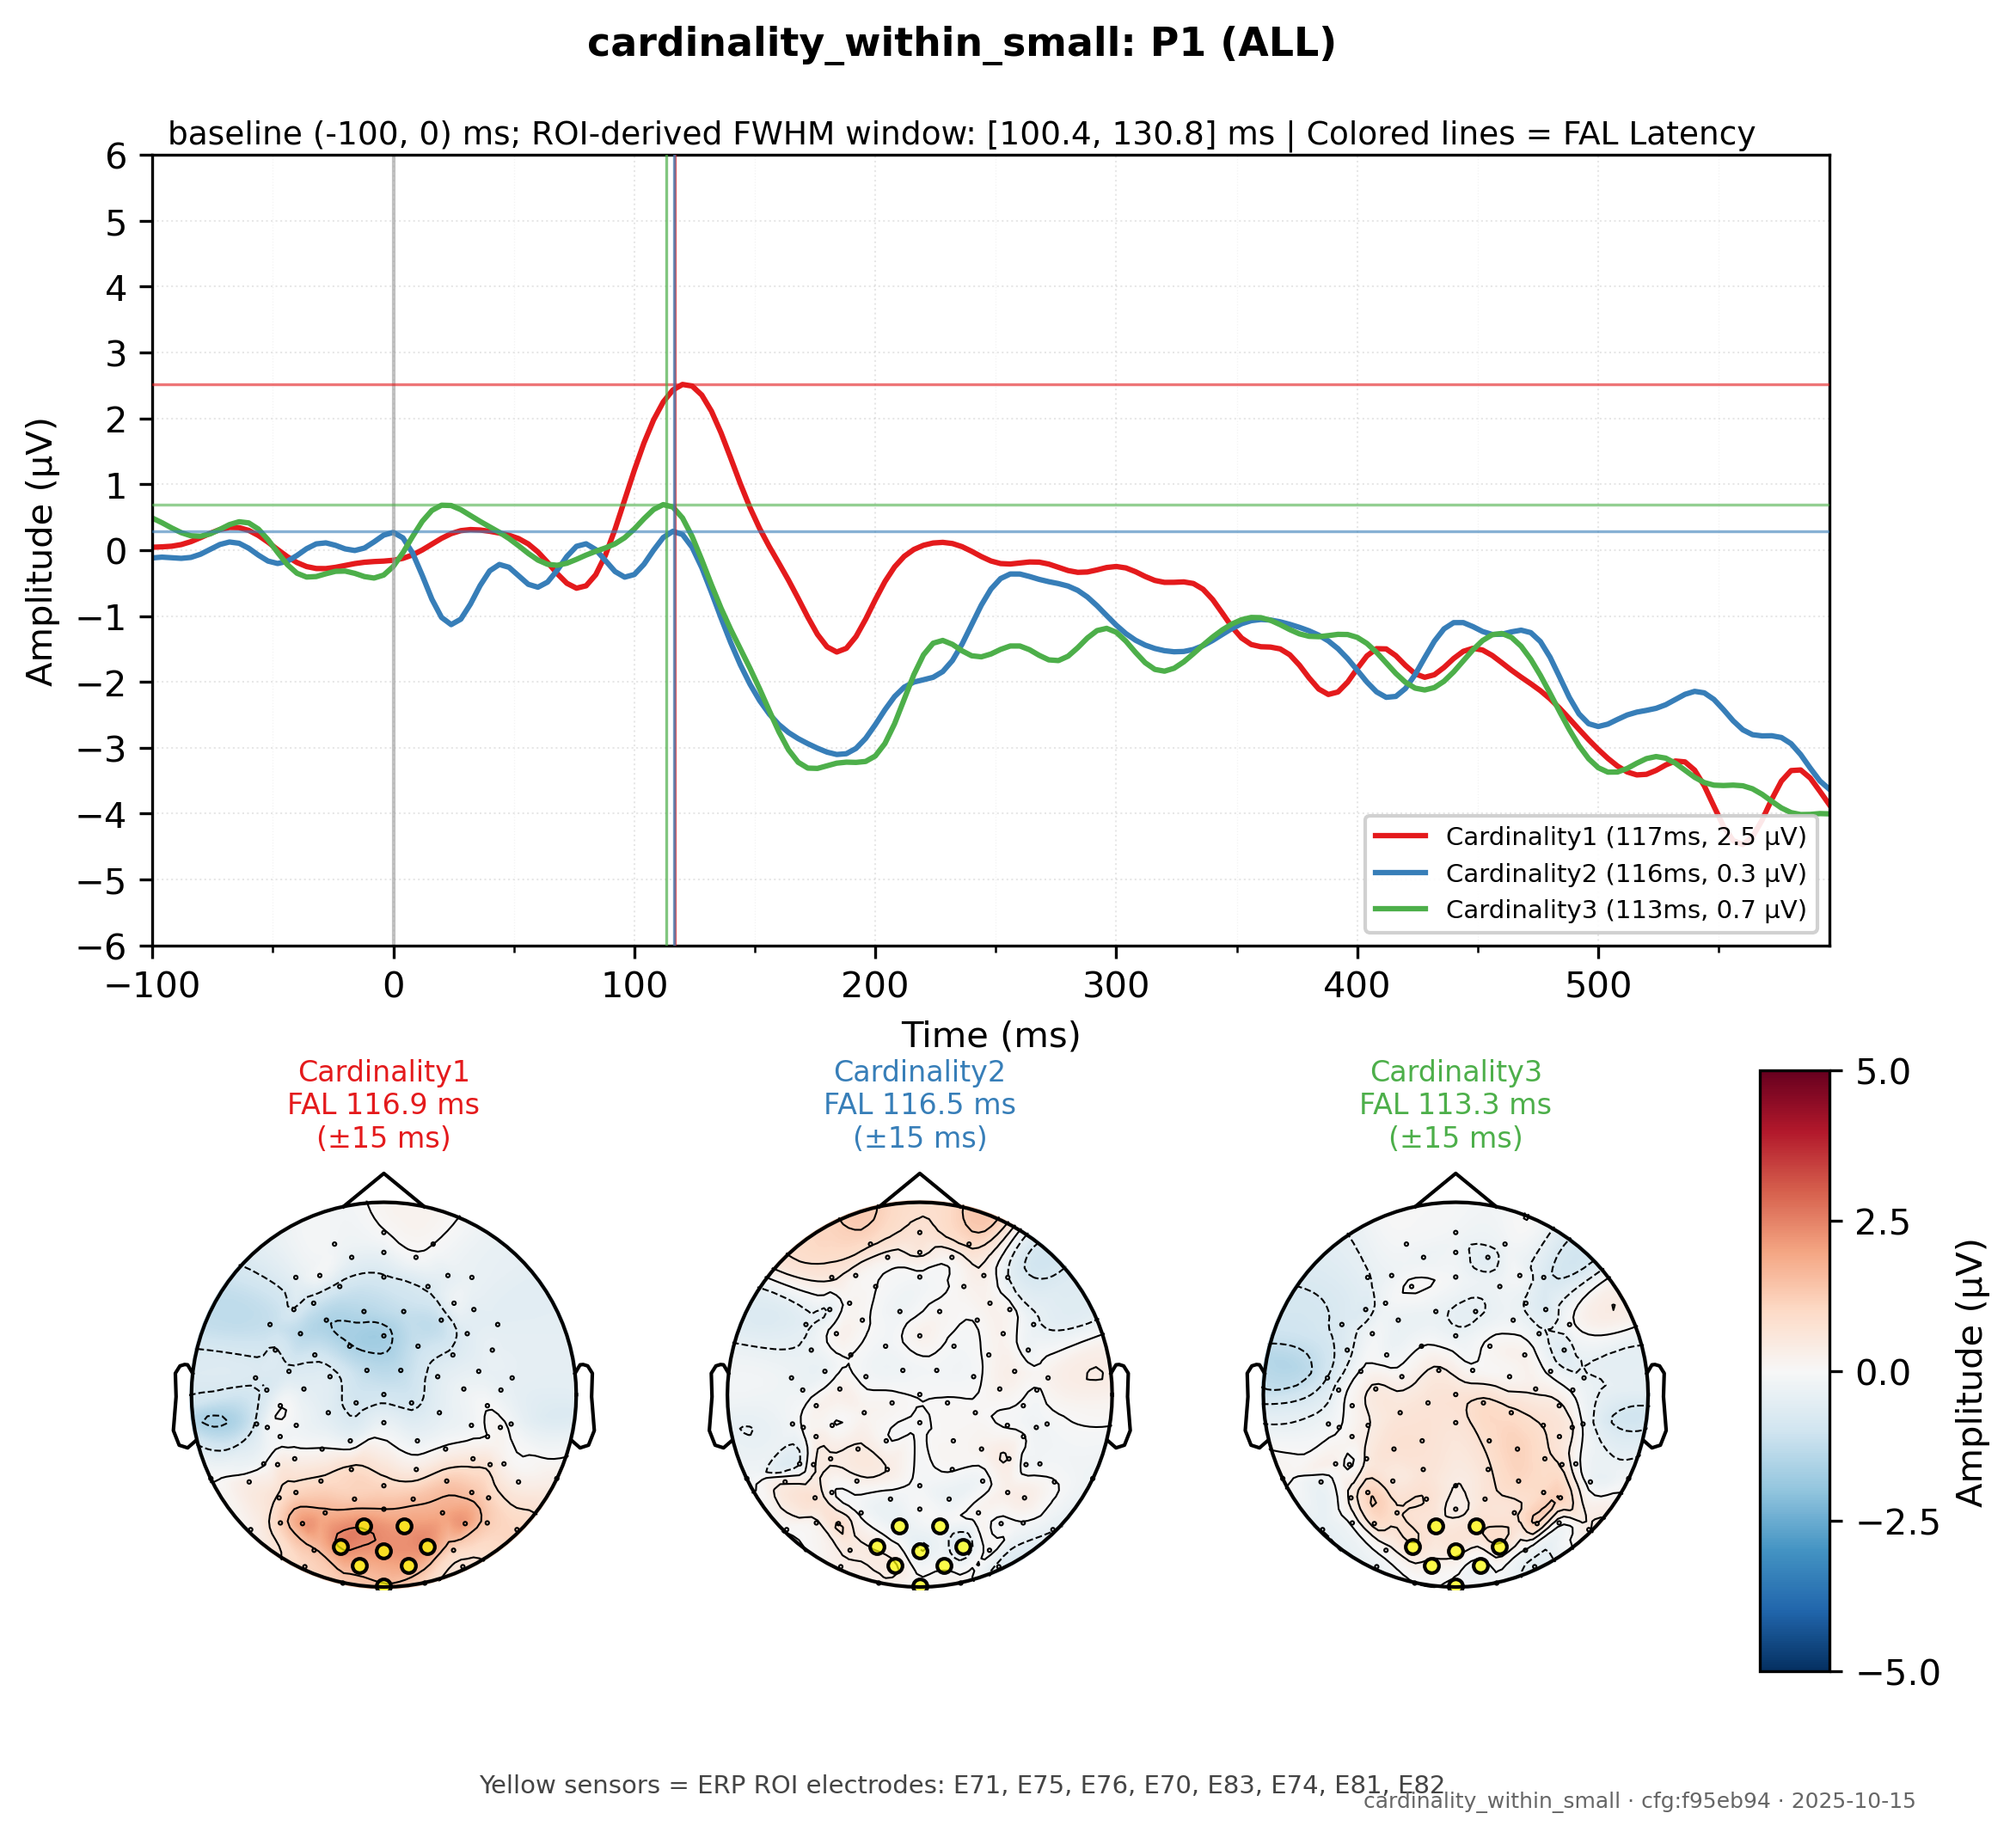 cardinality_within_small: P1 (ALL)
baseline (-100, 0) ms; ROI-derived FWHM window: [100.4, 130.8] ms | Colored lines = FAL Latency
6
5
4
3
2
1
0
−1
−2
−3
−4
−5
−6
Amplitude (µV)
Cardinality1 (117ms, 2.5 µV)
Cardinality2 (116ms, 0.3 µV)
Cardinality3 (113ms, 0.7 µV)
−100 0 100 200 300 400 500
Time (ms)
Cardinality1
FAL 116.9 ms
(±15 ms)
Cardinality2
FAL 116.5 ms
(±15 ms)
Cardinality3
FAL 113.3 ms
(±15 ms)
5.0
2.5
0.0
−2.5
−5.0
Amplitude (µV)
Yellow sensors = ERP ROI electrodes: E71, E75, E76, E70, E83, E74, E81, E82
cardinality_within_small · cfg:f95eb94 · 2025-10-15